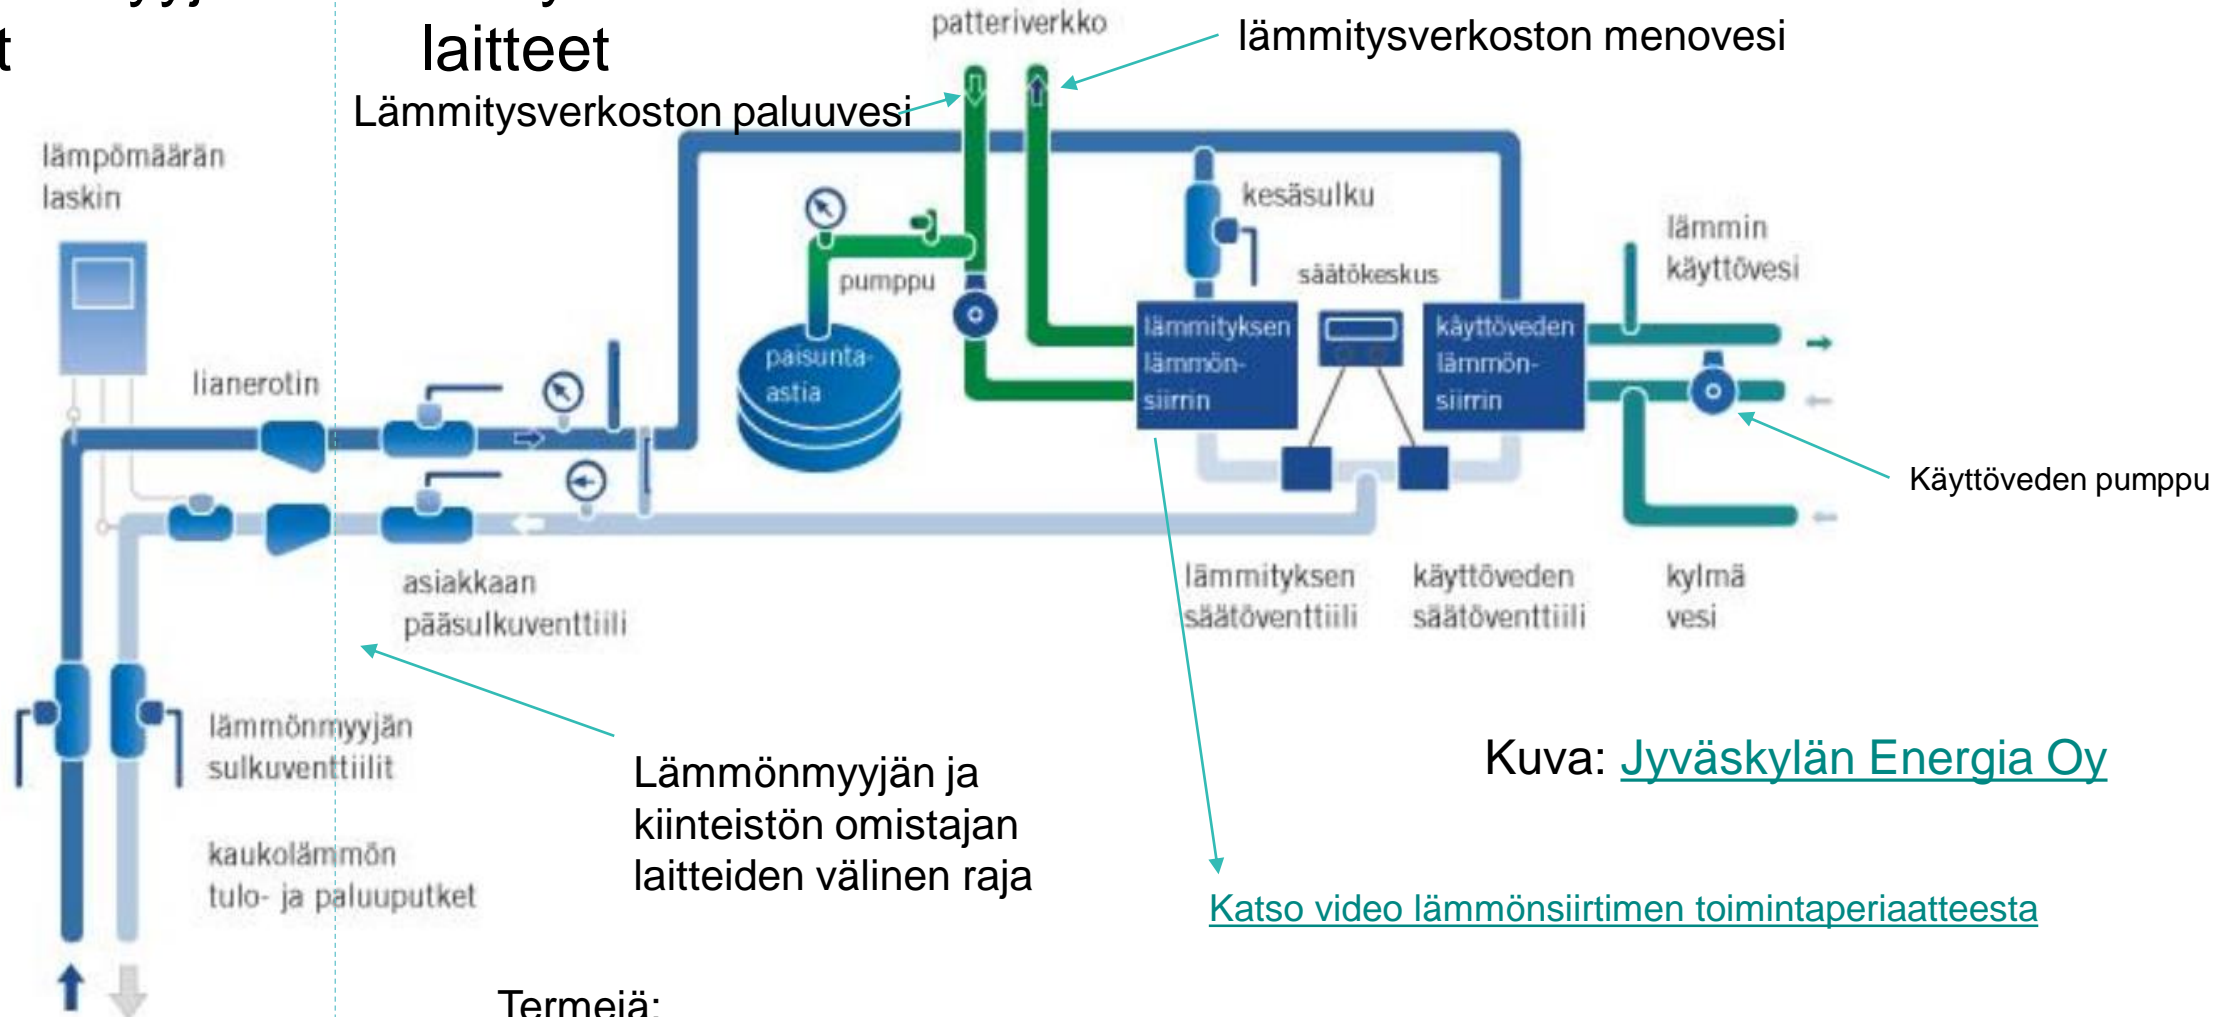 laitteet
t
patteriverkko
lämmitysverkoston menovesi
Lämmitysverkoston paluuvesi
lämpömäärän
laskin
kesäsulku
lämmin
käyttövesi
pumppu
säätökeskus
lämmityksen
lämmön-
siirrin
käyttöveden
lämmön-
siirrin
paisunta-
astia
lianerotin
Käyttöveden pumppu
asiakkaan
pääsulkuventtiili
lämmityksen
säätöventtiili
käyttöveden
säätöventtiili
kylmä
vesi
lämmönmyyjän
sulkuventtiilit
Lämmönmyyjän ja
kiinteistön omistajan
laitteiden välinen raja
Kuva: Jyväskylän Energia Oy
kaukolämmön
tulo- ja paluuputket
Katso video lämmönsiirtimen toimintaperiaatteesta
Termejä: